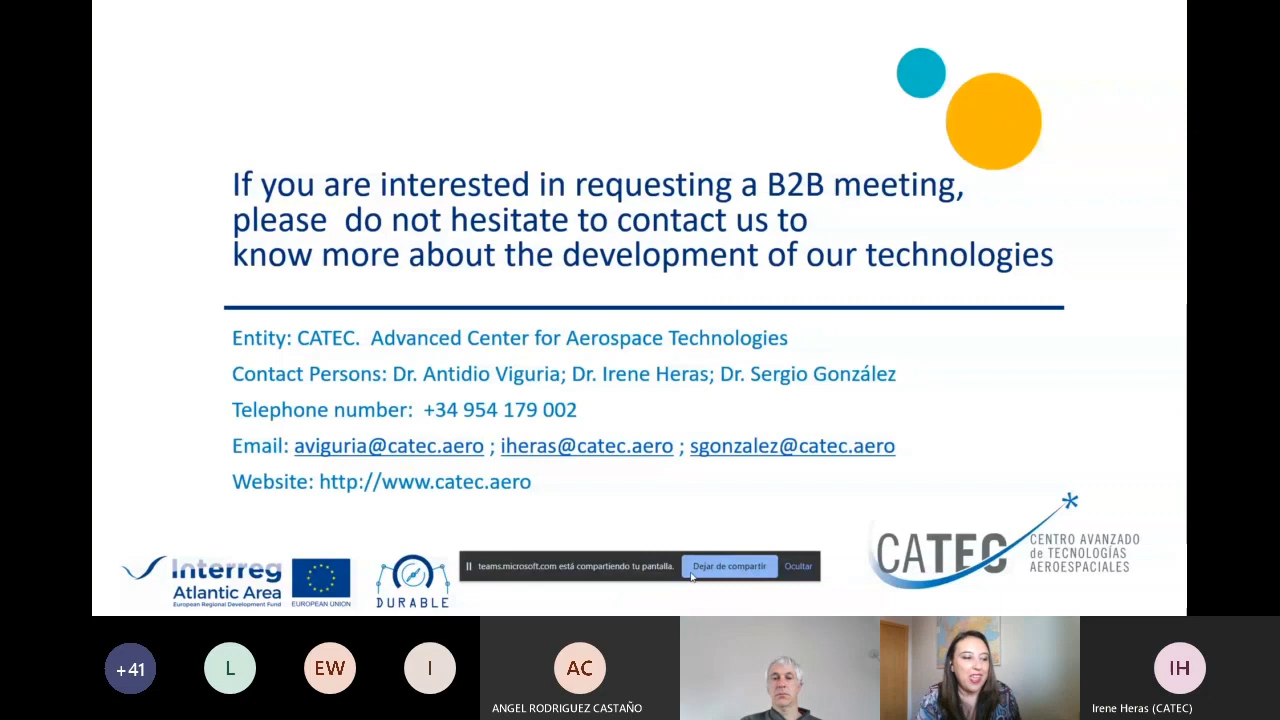 If you are interested in requesting a B2B meeting,
please  do not hesitate to contact us to
know more about the development of our technologies
Entity: CATEC.  Advanced Center for Aerospace Technologies
Contact Persons: Dr. Antidio Viguria; Dr. Irene Heras; Dr. Sergio González
Telephone number:  +34 954 179 002
Email: aviguria@catec.aero ; iheras@catec.aero ; sgonzalez@catec.aero
Website: http://www.catec.aero
Interreg
Atlantic Area
European Regional Development Fund
EUROPEAN UNION
DURABLE
teams.microsoft.com está compartiendo tu pantalla.
Dejar de compartir
Ocultar
CATEC
CENTRO AVANZADO
de TECNOLOGÍAS
AEROESPACIALES
+41
L
EW
I
AC
ANGEL RODRIGUEZ CASTAÑO
IH
Irene Heras (CATEC)